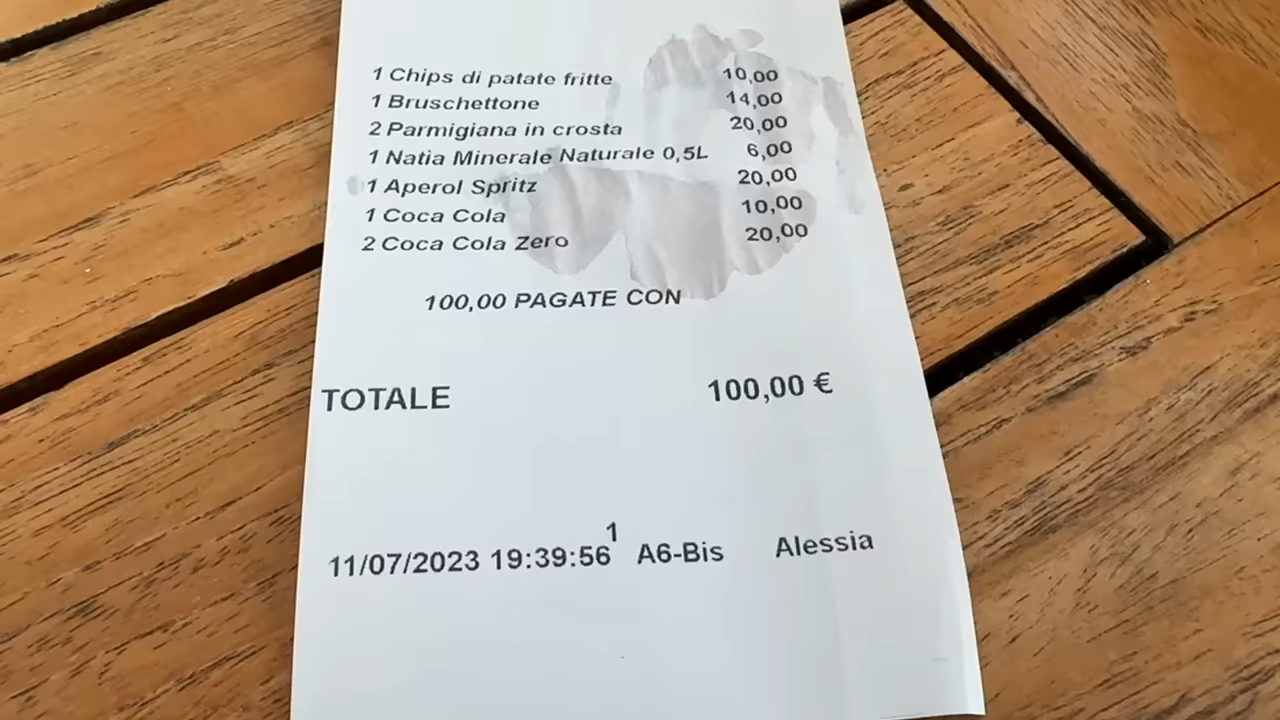 1 Chips di patate fritte 10,00
1 Bruschettone 14,00
2 Parmigiana in crosta 20,00
1 Natìa Minerale Naturale 0,5L 6,00
1 Aperol Spritz 20,00
1 Coca Cola 10,00
2 Coca Cola Zero 20,00
100,00 PAGATE CON
TOTALE 100,00 €
1
11/07/2023 19:39:56 A6-Bis Alessia